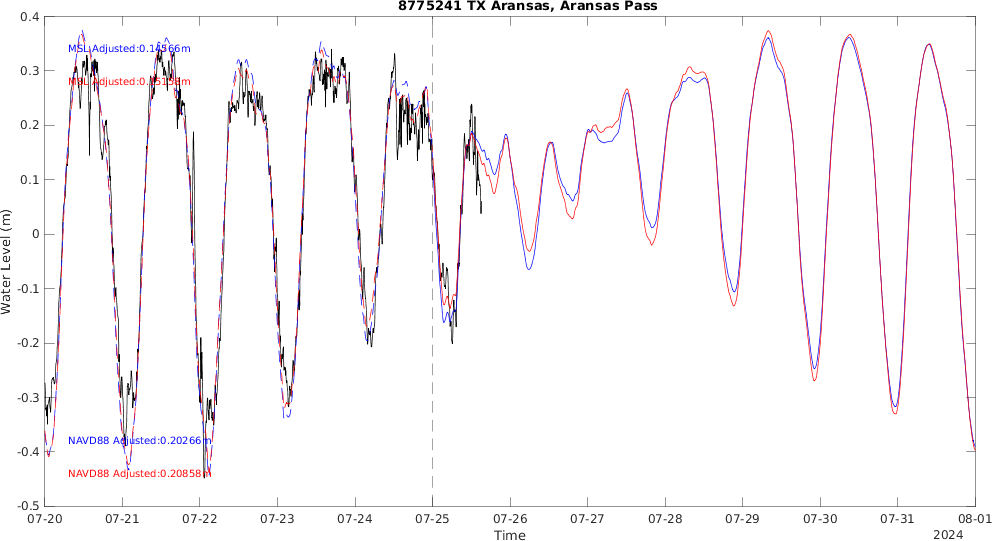 8775241 TX Aransas, Aransas Pass
Water Level (m)
0.4
0.3
0.2
0.1
0
-0.1
-0.2
-0.3
-0.4
-0.5
MSL Adjusted:0.14566m
MSL
NAVD88 Adjusted:0.20266m
NAVD88 Adjusted:0.20858m
07-20 07-21 07-22 07-23 07-24 07-25 07-26 07-27 07-28 07-29 07-30 07-31 08-01
Time
2024